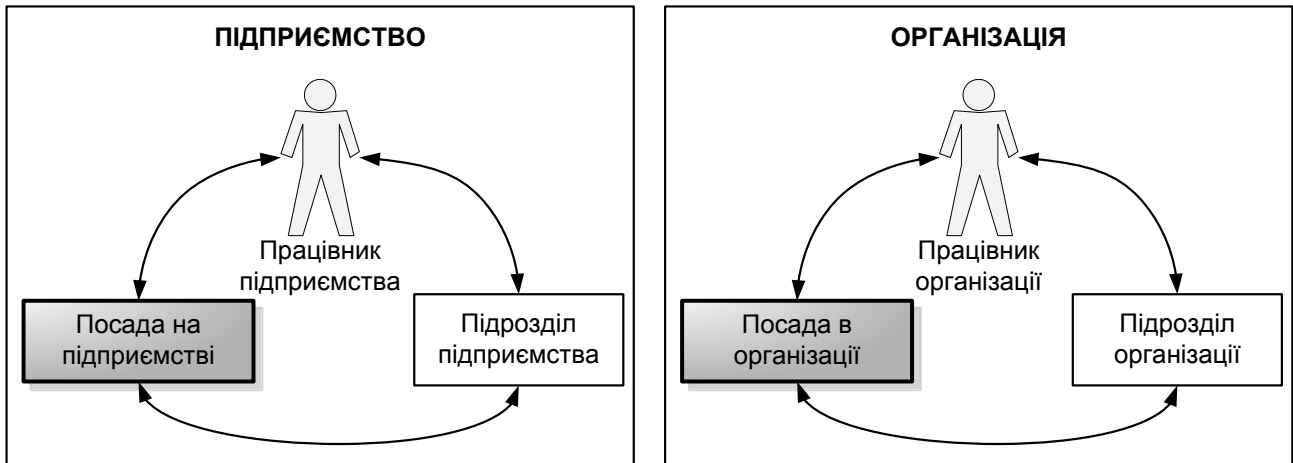 ПІДПРИЄМСТВО
Працівник
підприємства
Посада на
підприємстві
Підрозділ
підприємства
ОРГАНІЗАЦІЯ
Працівник
організації
Посада в
організації
Підрозділ
організації